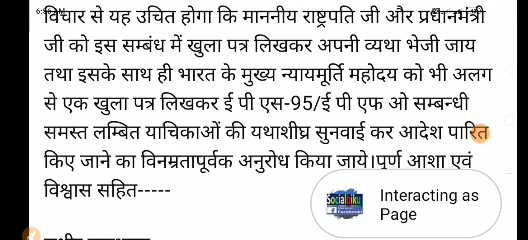 विचार से यह उचित होगा कि माननीय राष्ट्रपति जी और प्रधानमंत्री
जी को इस सम्बंध में खुला पत्र लिखकर अपनी व्यथा भेजी जाय
तथा इसके साथ ही भारत के मुख्य न्यायमूर्ति महोदय को भी अलग
से एक खुला पत्र लिखकर ई पी एस-95/ई पी एफ ओ सम्बन्धी
समस्त लम्बित याचिकाओं की यथाशीघ्र सुनवाई कर आदेश पारित
किए जाने का विनम्रतापूर्वक अनुरोध किया जाये।पूर्ण आशा एवं
विश्वास सहित-----
Interacting as
Page